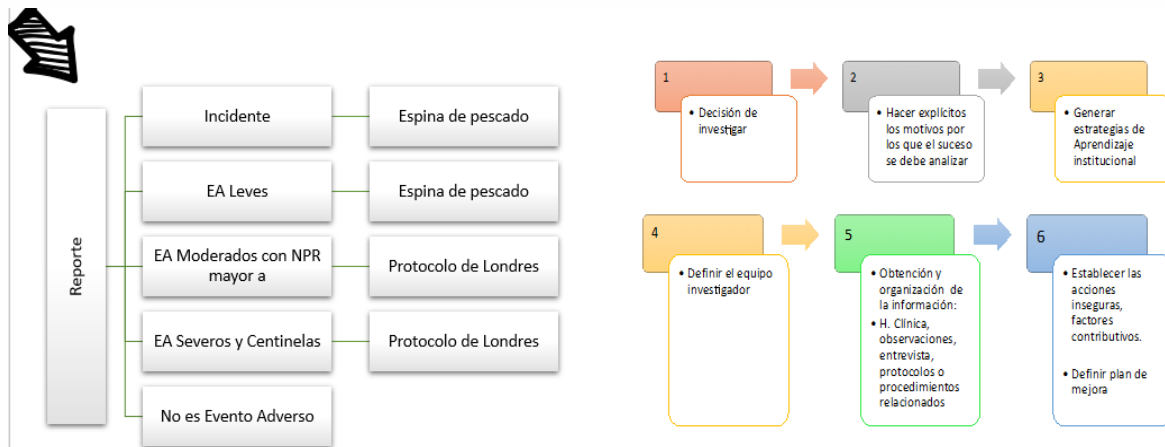 Reporte
Incidente
Espina de pescado
EA Leves
Espina de pescado
EA Moderados con NPR
mayor a
Protocolo de Londres
EA Severos y Centinelas
Protocolo de Londres
No es Evento Adverso
1
• Decisión de
investigar
2
• Hacer explícitos
los motivos por
los que el suceso
se debe analizar
3
• Generar
estrategias de
Aprendizaje
institucional
4
• Definir el equipo
investigador
5
• Obtención y
organización de
la información:
• H. Clínica,
observaciones,
entrevista,
protocolos o
procedimientos
relacionados
6
• Establecer las
acciones
inseguras,
factores
contributivos.
• Definir plan de
mejora